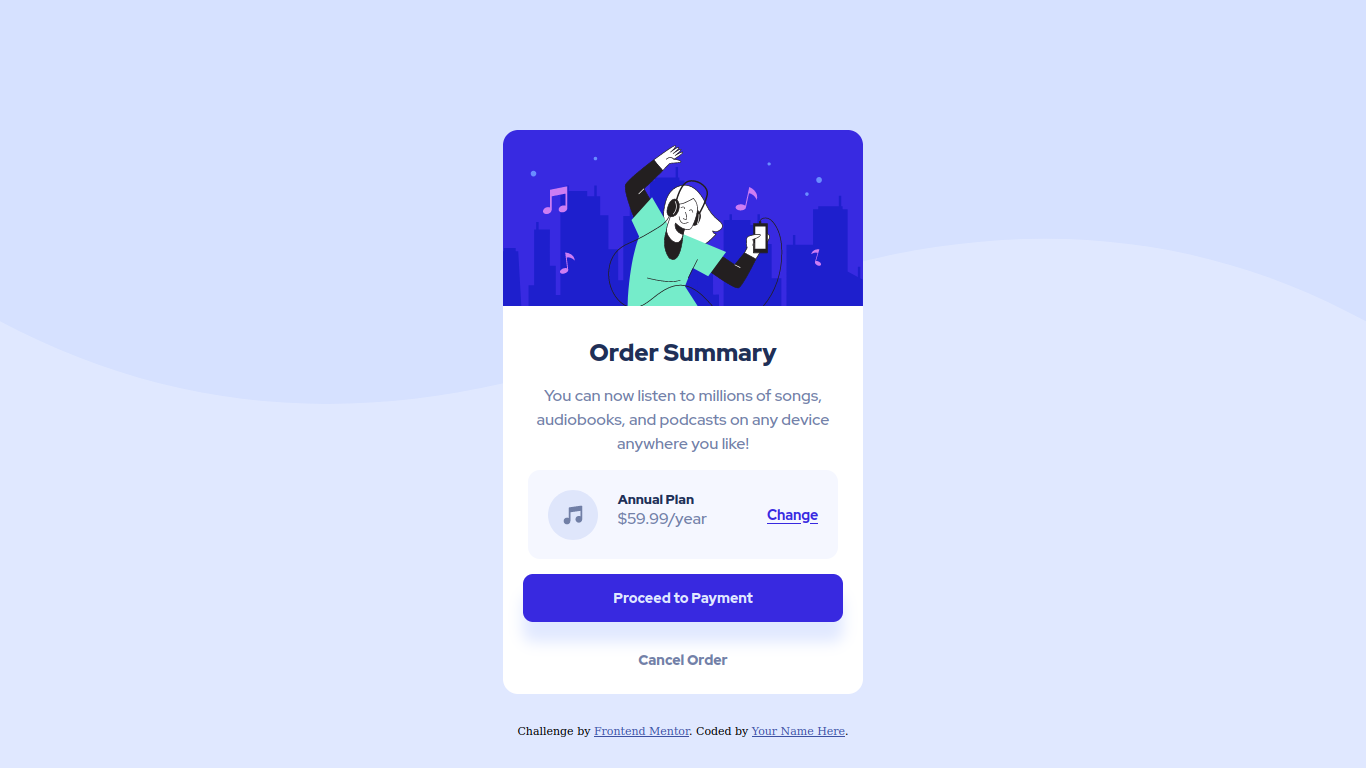 Order Summary
You can now listen to millions of songs,
audiobooks, and podcasts on any device
anywhere you like!
Annual Plan
$59.99/year
Change
Proceed to Payment
Cancel Order
Challenge by Frontend Mentor. Coded by Your Name Here.